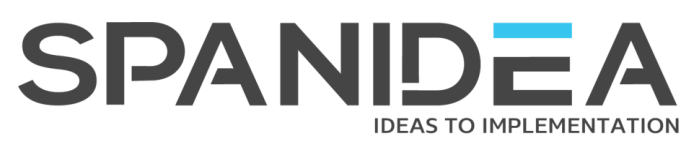 SPANIDEA
IDEAS TO IMPLEMENTATION